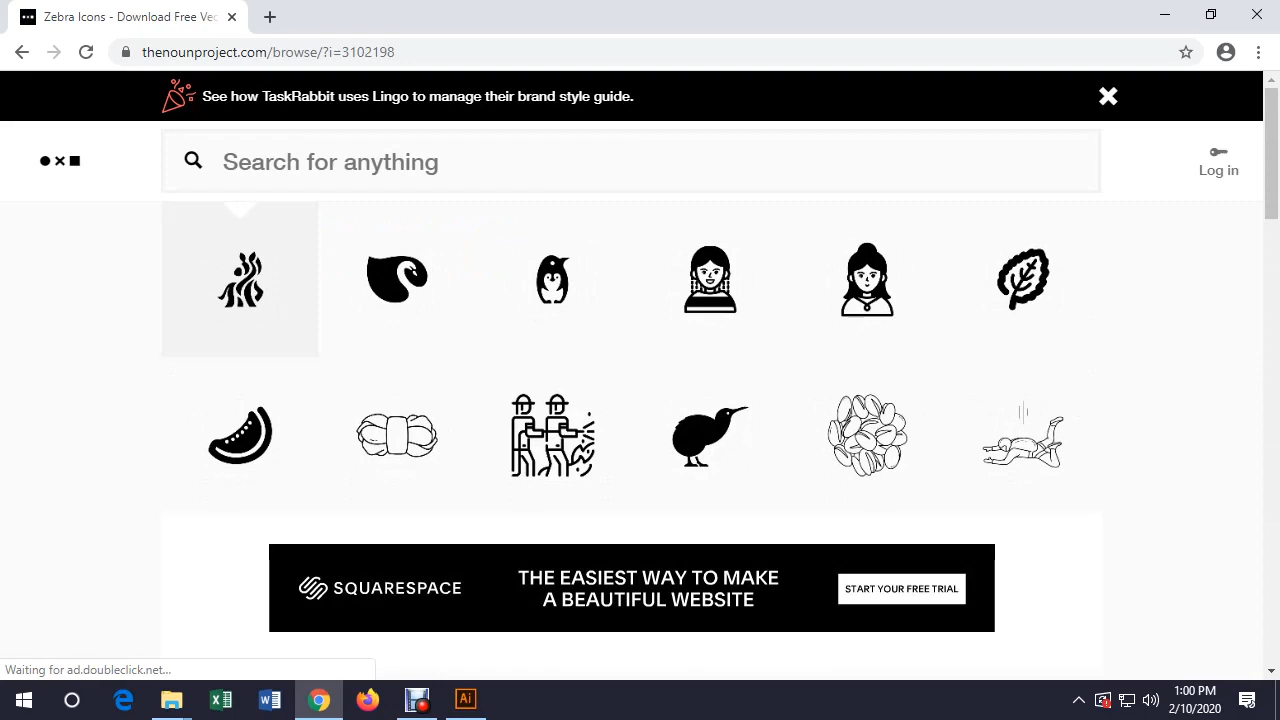 Zebra Icons - Download Free Vec
thenounproject.com/browse/?i=3102198
See how TaskRabbit uses Lingo to manage their brand style guide.
Search for anything
Log in
SQUARESPACE
THE EASIEST WAY TO MAKE
A BEAUTIFUL WEBSITE
START YOUR FREE TRIAL
Waiting for ad.doubleclick.net...
Ai
1:00 PM
2/10/2020